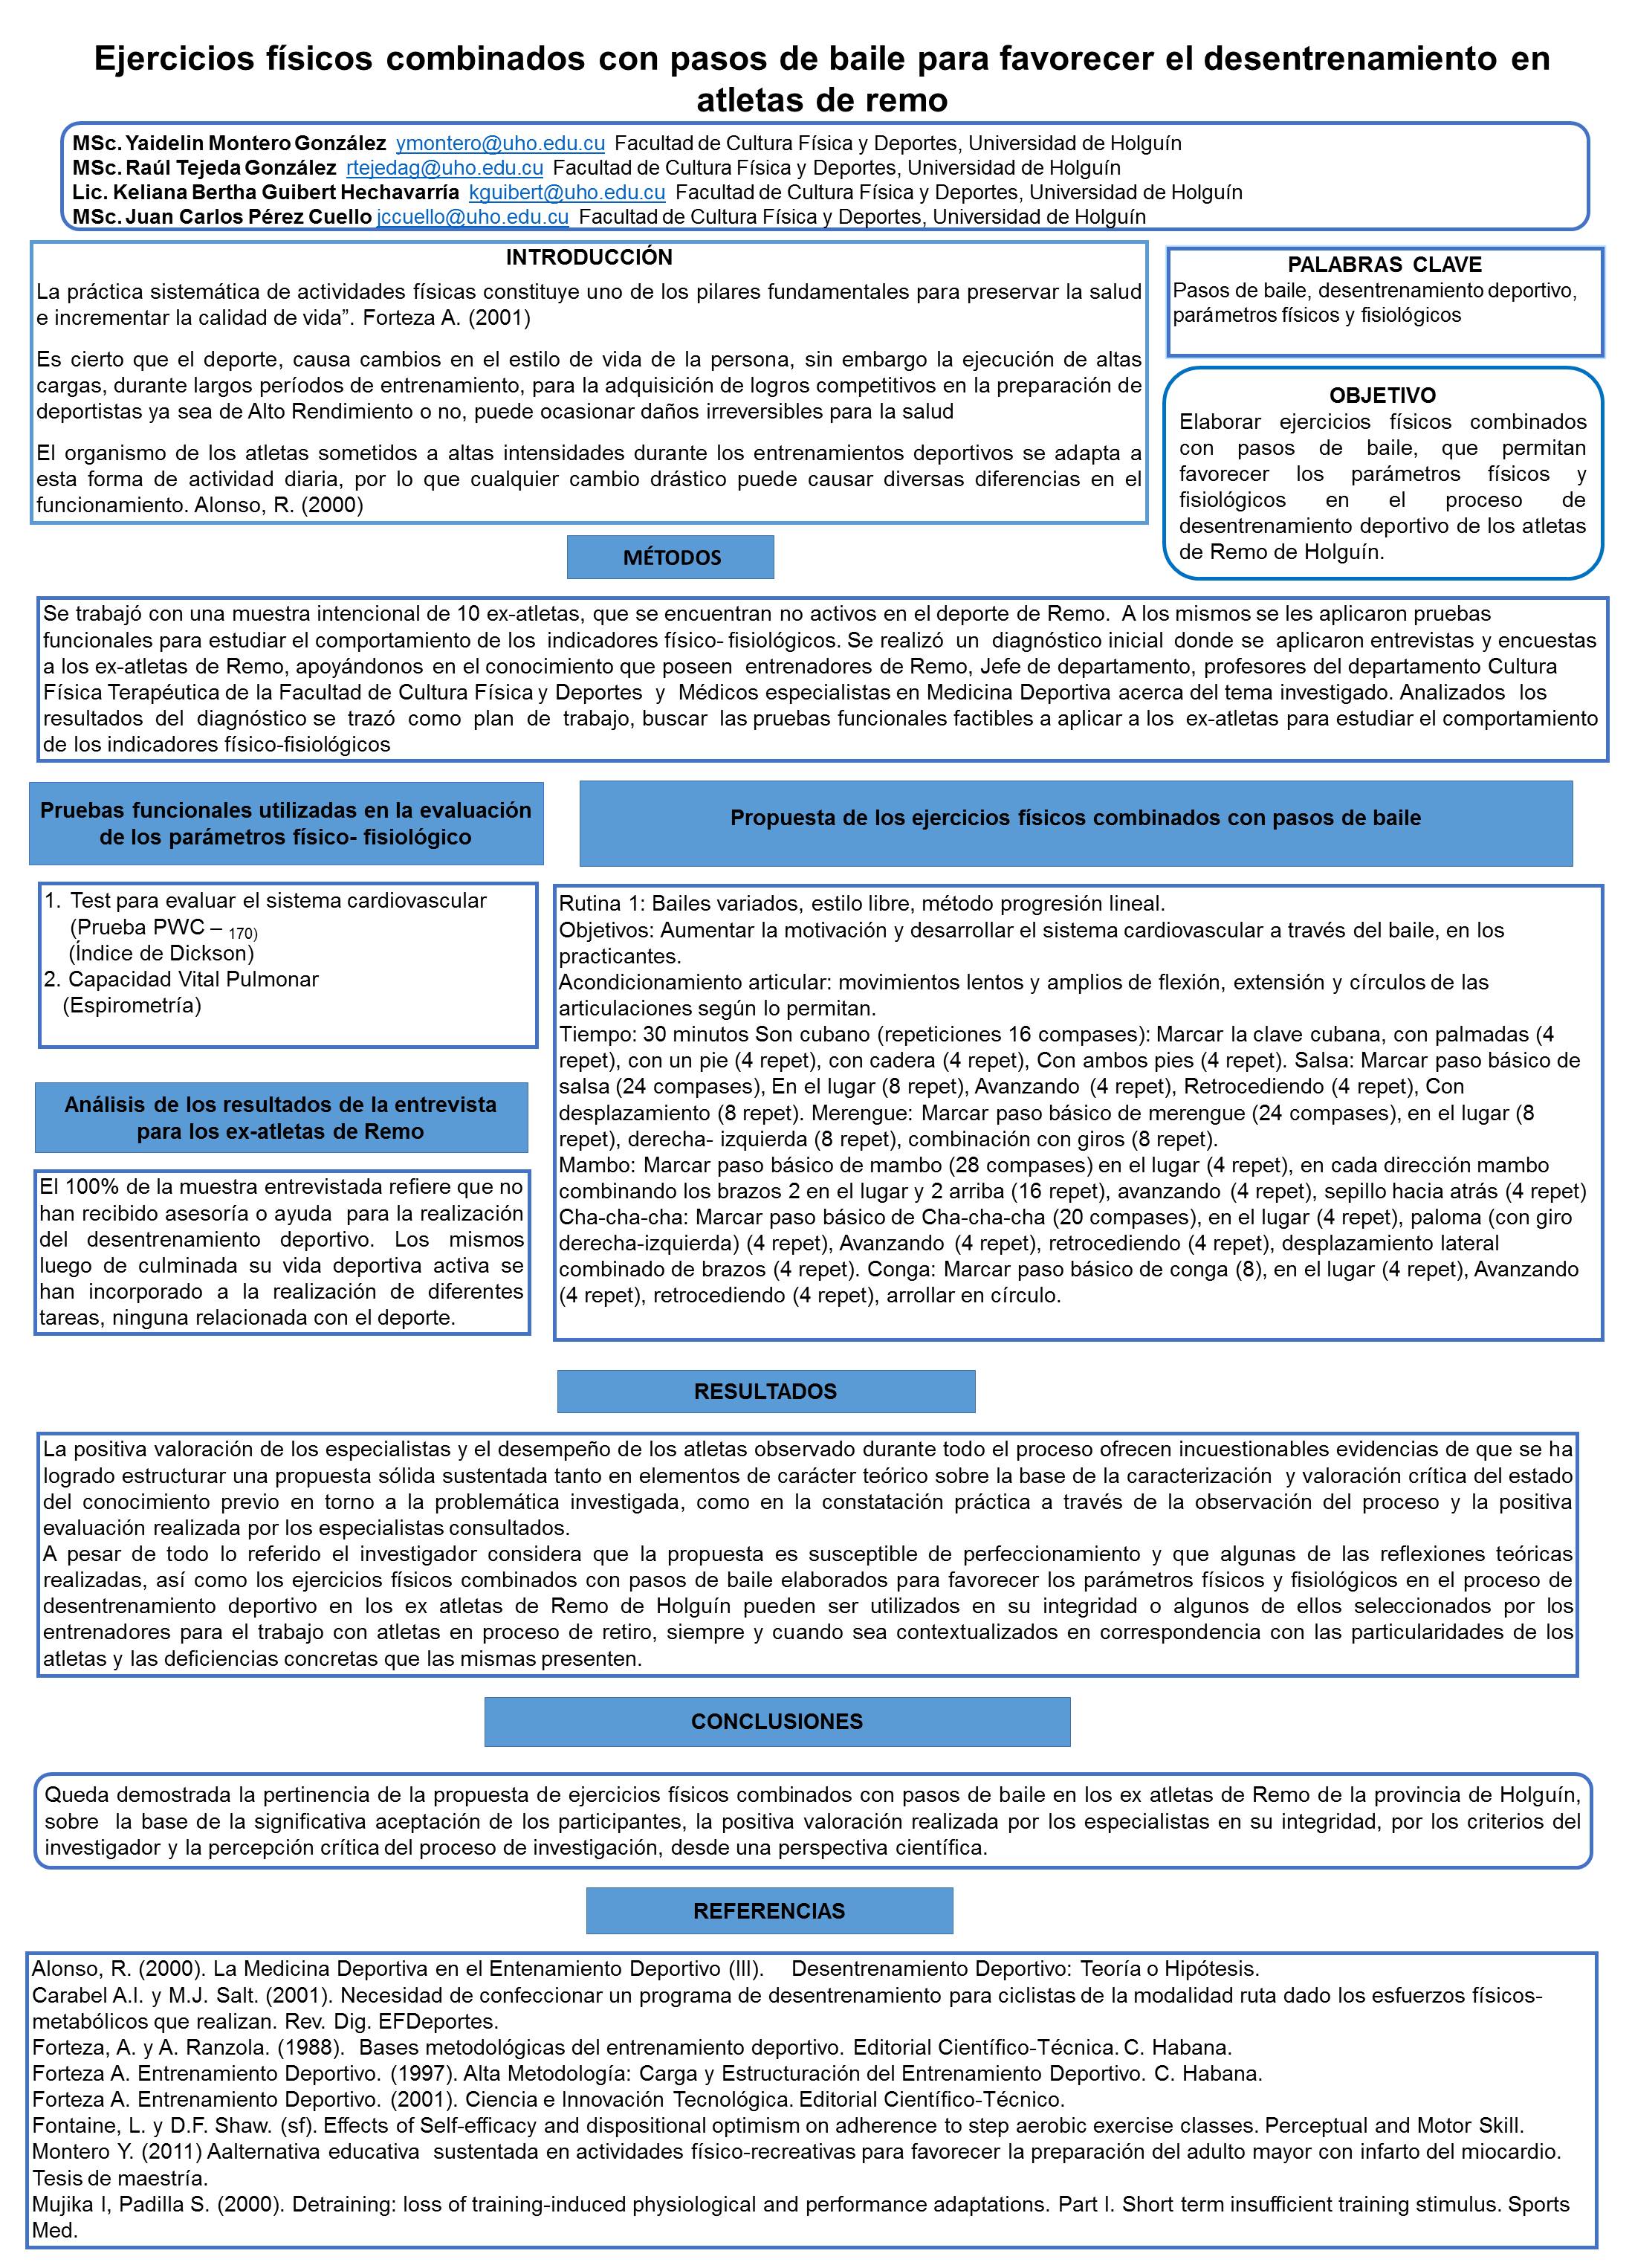 Ejercicios físicos combinados con pasos de baile para favorecer el desentrenamiento en
atletas de remo
MSc. Yaidelin Montero González ymontero@uho.edu.cu Facultad de Cultura Física y Deportes, Universidad de Holguín
MSc. Raúl Tejeda González rtejedag@uho.edu.cu Facultad de Cultura Física y Deportes, Universidad de Holguín
Lic. Keliana Bertha Guibert Hechavarría kguibert@uho.edu.cu Facultad de Cultura Física y Deportes, Universidad de Holguín
MSc. Juan Carlos Pérez Cuello jccuello@uho.edu.cu Facultad de Cultura Física y Deportes, Universidad de Holguín
INTRODUCCIÓN
La práctica sistemática de actividades físicas constituye uno de los pilares fundamentales para preservar la salud
e incrementar la calidad de vida”. Forteza A. (2001)
Es cierto que el deporte, causa cambios en el estilo de vida de la persona, sin embargo la ejecución de altas
cargas, durante largos períodos de entrenamiento, para la adquisición de logros competitivos en la preparación de
deportistas ya sea de Alto Rendimiento o no, puede ocasionar daños irreversibles para la salud
El organismo de los atletas sometidos a altas intensidades durante los entrenamientos deportivos se adapta a
esta forma de actividad diaria, por lo que cualquier cambio drástico puede causar diversas diferencias en el
funcionamiento. Alonso, R. (2000)
PALABRAS CLAVE
Pasos de baile, desentrenamiento deportivo,
parámetros físicos y fisiológicos
OBJETIVO
Elaborar ejercicios físicos combinados
con pasos de baile, que permitan
favorecer los parámetros físicos y
fisiológicos en el proceso de
desentrenamiento deportivo de los atletas
de Remo de Holguín.
MÉTODOS
Se trabajó con una muestra intencional de 10 ex-atletas, que se encuentran no activos en el deporte de Remo. A los mismos se les aplicaron pruebas
funcionales para estudiar el comportamiento de los indicadores físico- fisiológicos. Se realizó un diagnóstico inicial donde se aplicaron entrevistas y encuestas
a los ex-atletas de Remo, apoyándonos en el conocimiento que poseen entrenadores de Remo, Jefe de departamento, profesores del departamento Cultura
Física Terapéutica de la Facultad de Cultura Física y Deportes y Médicos especialistas en Medicina Deportiva acerca del tema investigado. Analizados los
resultados del diagnóstico se trazó como plan de trabajo, buscar las pruebas funcionales factibles a aplicar a los ex-atletas para estudiar el comportamiento
de los indicadores físico-fisiológicos
Pruebas funcionales utilizadas en la evaluación
de los parámetros físico- fisiológico
1. Test para evaluar el sistema cardiovascular
(Prueba PWC – 170)
(Índice de Dickson)
2. Capacidad Vital Pulmonar
(Espirometría)
Análisis de los resultados de la entrevista
para los ex-atletas de Remo
El 100% de la muestra entrevistada refiere que no
han recibido asesoría o ayuda para la realización
del desentrenamiento deportivo. Los mismos
luego de culminada su vida deportiva activa se
han incorporado a la realización de diferentes
tareas, ninguna relacionada con el deporte.
Propuesta de los ejercicios físicos combinados con pasos de baile
Rutina 1: Bailes variados, estilo libre, método progresión lineal.
Objetivos: Aumentar la motivación y desarrollar el sistema cardiovascular a través del baile, en los
practicantes.
Acondicionamiento articular: movimientos lentos y amplios de flexión, extensión y círculos de las
articulaciones según lo permitan.
Tiempo: 30 minutos Son cubano (repeticiones 16 compases): Marcar la clave cubana, con palmadas (4
repet), con un pie (4 repet), con cadera (4 repet), Con ambos pies (4 repet). Salsa: Marcar paso básico de
salsa (24 compases), En el lugar (8 repet), Avanzando (4 repet), Retrocediendo (4 repet), Con
desplazamiento (8 repet). Merengue: Marcar paso básico de merengue (24 compases), en el lugar (8
repet), derecha- izquierda (8 repet), combinación con giros (8 repet).
Mambo: Marcar paso básico de mambo (28 compases) en el lugar (4 repet), en cada dirección mambo
combinando los brazos 2 en el lugar y 2 arriba (16 repet), avanzando (4 repet), sepillo hacia atrás (4 repet)
Cha-cha-cha: Marcar paso básico de Cha-cha-cha (20 compases), en el lugar (4 repet), paloma (con giro
derecha-izquierda) (4 repet), Avanzando (4 repet), retrocediendo (4 repet), desplazamiento lateral
combinado de brazos (4 repet). Conga: Marcar paso básico de conga (8), en el lugar (4 repet), Avanzando
(4 repet), retrocediendo (4 repet), arrollar en círculo.
RESULTADOS
La positiva valoración de los especialistas y el desempeño de los atletas observado durante todo el proceso ofrecen incuestionables evidencias de que se ha
logrado estructurar una propuesta sólida sustentada tanto en elementos de carácter teórico sobre la base de la caracterización y valoración crítica del estado
del conocimiento previo en torno a la problemática investigada, como en la constatación práctica a través de la observación del proceso y la positiva
evaluación realizada por los especialistas consultados.
A pesar de todo lo referido el investigador considera que la propuesta es susceptible de perfeccionamiento y que algunas de las reflexiones teóricas
realizadas, así como los ejercicios físicos combinados con pasos de baile elaborados para favorecer los parámetros físicos y fisiológicos en el proceso de
desentrenamiento deportivo en los ex atletas de Remo de Holguín pueden ser utilizados en su integridad o algunos de ellos seleccionados por los
entrenadores para el trabajo con atletas en proceso de retiro, siempre y cuando sea contextualizados en correspondencia con las particularidades de los
atletas y las deficiencias concretas que las mismas presenten.
CONCLUSIONES
Queda demostrada la pertinencia de la propuesta de ejercicios físicos combinados con pasos de baile en los ex atletas de Remo de la provincia de Holguín,
sobre la base de la significativa aceptación de los participantes, la positiva valoración realizada por los especialistas en su integridad, por los criterios del
investigador y la percepción crítica del proceso de investigación, desde una perspectiva científica.
REFERENCIAS
Alonso, R. (2000). La Medicina Deportiva en el Entenamiento Deportivo (III). Desentrenamiento Deportivo: Teoría o Hipótesis.
Carabel A.I. y M.J. Salt. (2001). Necesidad de confeccionar un programa de desentrenamiento para ciclistas de la modalidad ruta dado los esfuerzos físicos-
metabólicos que realizan. Rev. Dig. EFDeportes.
Forteza, A. y A. Ranzola. (1988). Bases metodológicas del entrenamiento deportivo. Editorial Científico-Técnica. C. Habana.
Forteza A. Entrenamiento Deportivo. (1997). Alta Metodología: Carga y Estructuración del Entrenamiento Deportivo. C. Habana.
Forteza A. Entrenamiento Deportivo. (2001). Ciencia e Innovación Tecnológica. Editorial Científico-Técnico.
Fontaine, L. y D.F. Shaw. (sf). Effects of Self-efficacy and dispositional optimism on adherence to step aerobic exercise classes. Perceptual and Motor Skill.
Montero Y. (2011) Aalternativa educativa sustentada en actividades físico-recreativas para favorecer la preparación del adulto mayor con infarto del miocardio.
Tesis de maestría.
Mujika I, Padilla S. (2000). Detraining: loss of training-induced physiological and performance adaptations. Part I. Short term insufficient training stimulus. Sports
Med.